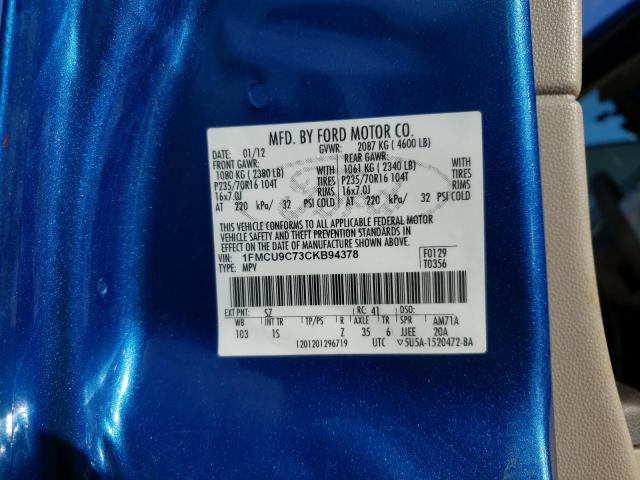 MFD. BY FORD MOTOR CO.
DATE: 01/12 GVWR: 2087 KG ( 4600 LB)
FRONT GAWR: REAR GAWR:
1080 KG ( 2380 LB) WITH 1061 KG ( 2340 LB) WITH
P235/70R16 104T TIRES P235/70R16 104T TIRES
16x7.0J RIMS 16x7.0J RIMS
AT 220 kPa/ 32 PSI COLD AT 220 kPa/ 32 PSI COLD
THIS VEHICLE CONFORMS TO ALL APPLICABLE FEDERAL MOTOR
VEHICLE SAFETY AND THEFT PREVENTION STANDARDS IN
EFFECT ON THE DATE OF MANUFACTURE SHOWN ABOVE.
VIN: 1FMCU9C73CKB94378 F0129
TYPE: MPV T0356
EXT PNT: SZ RC: 41 DSO:
WB INT TR TP/PS R AXLE TR SPR AM71A
103 1S Z 35 6 JJEE 20A
1201201296719 UTC ▽5U5A-1520472-BA